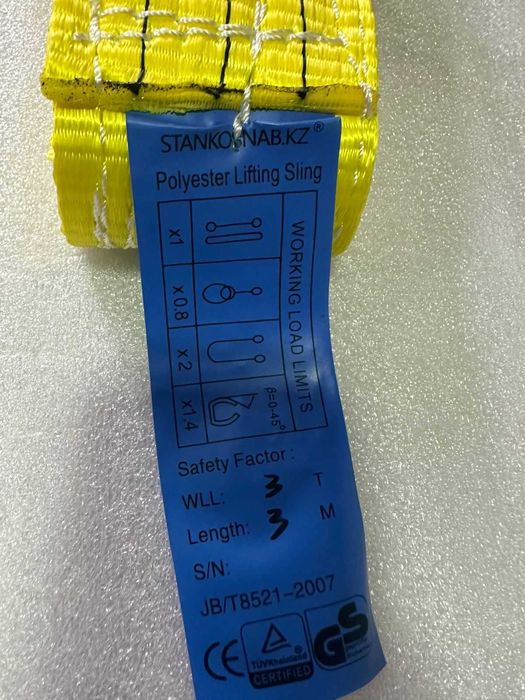 STANKOSNAB.KZ®
Polyester Lifting Sling
WORKING LOAD LIMITS
x1
x0.8
x2
x1.4
β=0-45°
Safety Factor:
WLL: 3 T
Length: 3 M
S/N:
JB/T8521-2007
CE
TÜVRheinland
CERTIFIED
GS